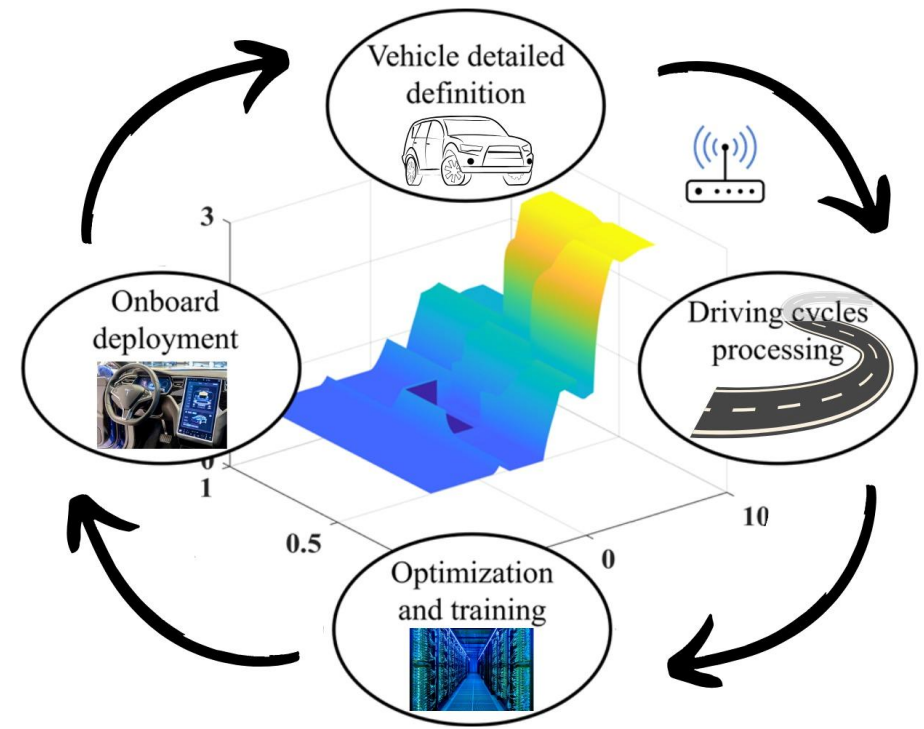 Vehicle detailed
definition
3
Onboard
deployment
Driving cycles
processing
0
1
0.5
0
10
Optimization
and training